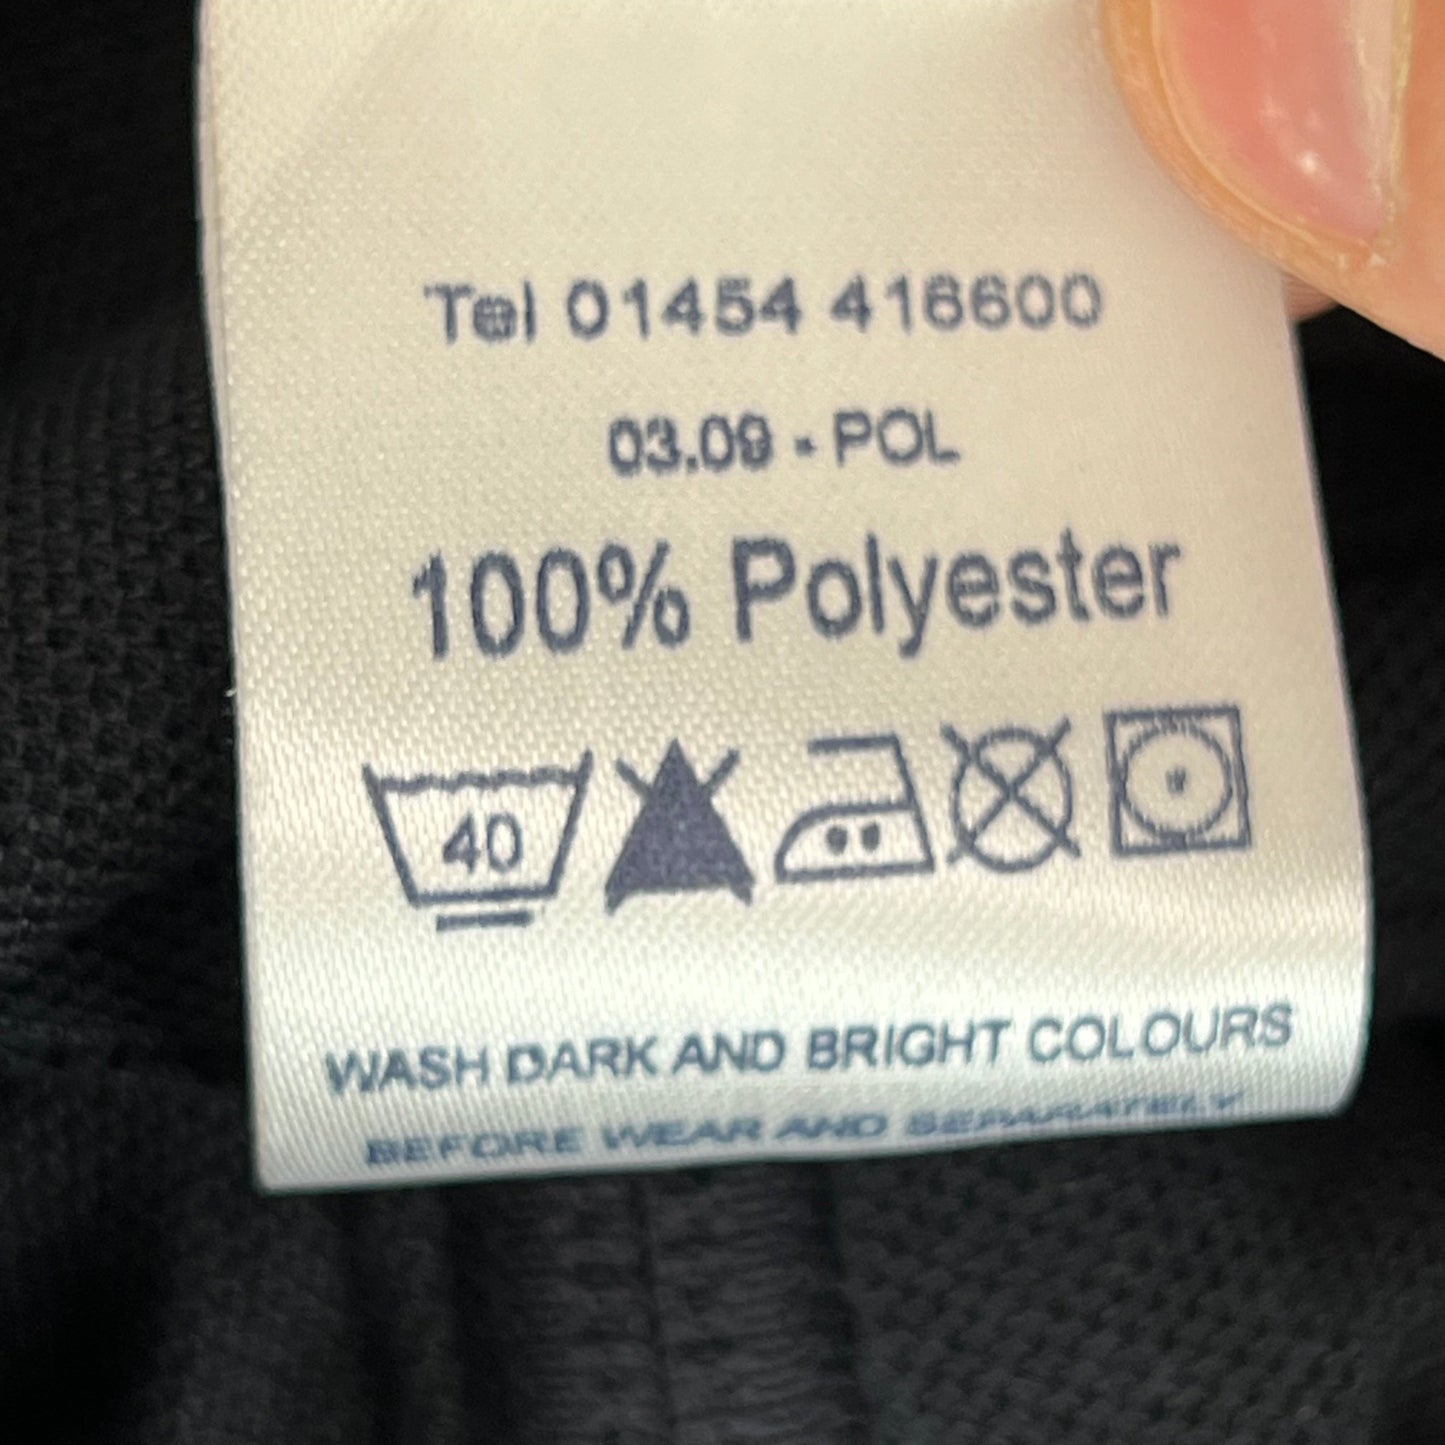 Tel 01454 416600
03.09 - POL
100% Polyester
40
WASH DARK AND BRIGHT COLOURS
BEFORE WEAR AND SEPARATELY